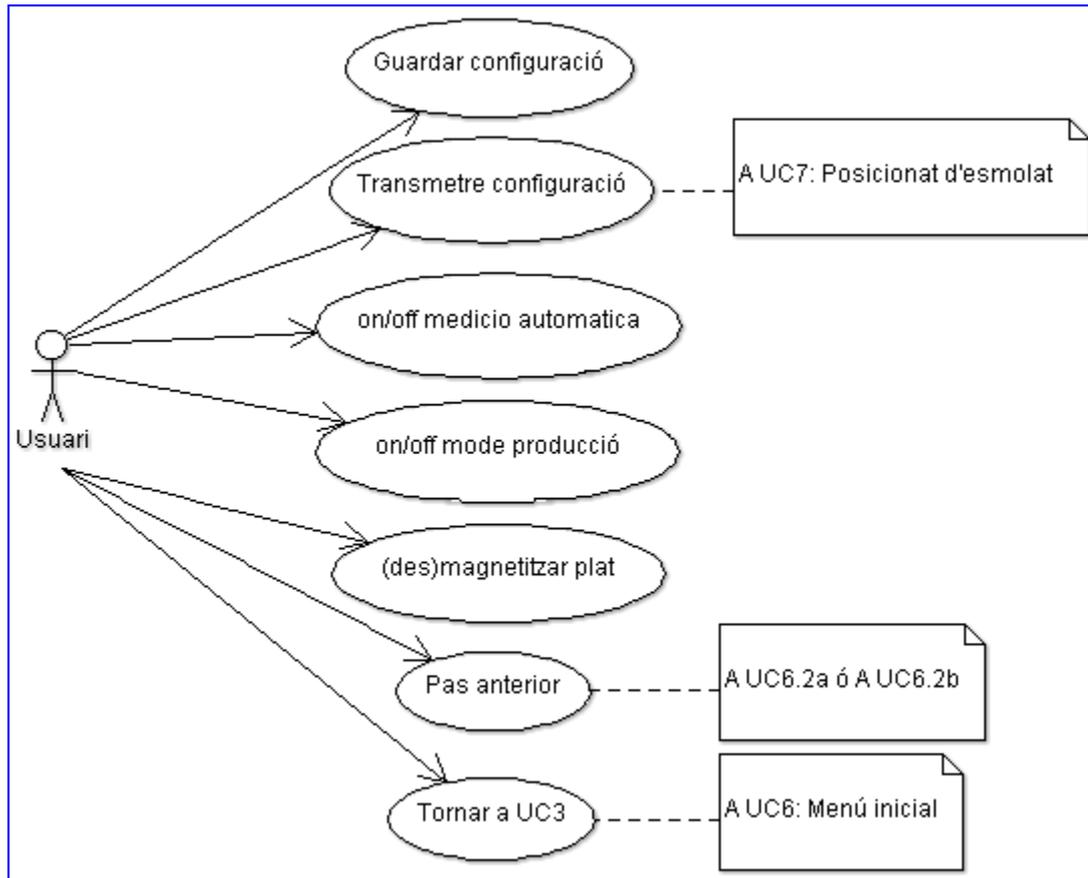 Guardar configuració
Transmetre configuració
A UC7: Posicionat d'esmolat
on/off medicio automatica
Usuari
on/off mode producció
(des)magnetitzar plat
Pas anterior
A UC6.2a ó A UC6.2b
Tornar a UC3
A UC6: Menú inicial